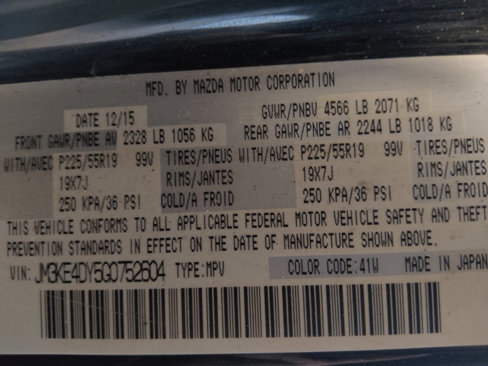 MFD. BY MAZDA MOTOR CORPORATION
DATE 12/15 GVWR/PNBV 4566 LB 2071 KG
FRONT GAWR/PNBE AV 2328 LB 1056 KG REAR GAWR/PNBE AR 2244 LB 1018 KG
WITH/AVEC P225/55R19 99V TIRES/PNEUS WITH/AVEC P225/55R19 99V TIRES/PNEUS
19X7J RIMS/JANTES 19X7J RIMS/JANTES
250 KPA/36 PSI COLD/A FROID 250 KPA/36 PSI COLD/A FROID
THIS VEHICLE CONFORMS TO ALL APPLICABLE FEDERAL MOTOR VEHICLE SAFETY AND THEFT
PREVENTION STANDARDS IN EFFECT ON THE DATE OF MANUFACTURE SHOWN ABOVE.
VIN: JM3KE4DY5G0752604 TYPE:MPV COLOR CODE:41W MADE IN JAPAN